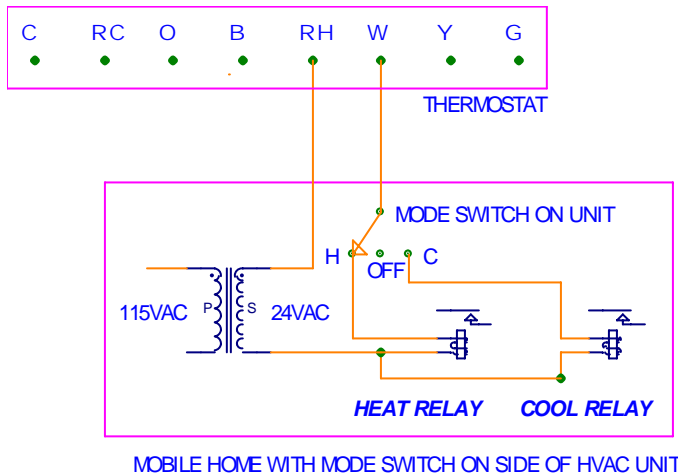 C RC O B RH W Y G
THERMOSTAT
MODE SWITCH ON UNIT
H OFF C
115VAC P S 24VAC
HEAT RELAY COOL RELAY
MOBILE HOME WITH MODE SWITCH ON SIDE OF HVAC UNIT